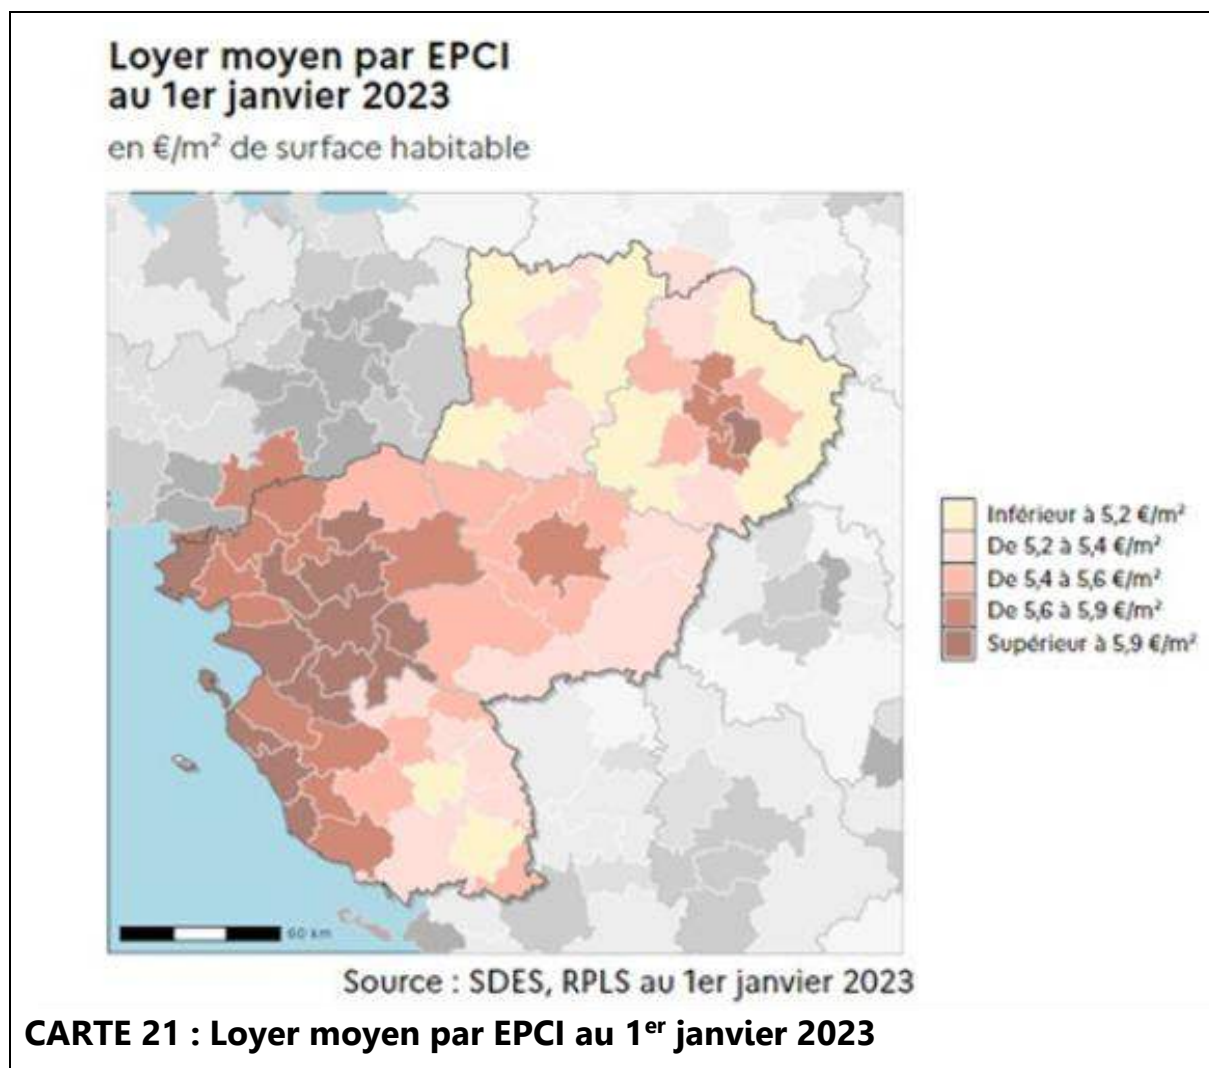 Loyer moyen par EPCI
au 1er janvier 2023
en €/m² de surface habitable
Inférieur à 5,2 €/m²
De 5,2 à 5,4 €/m²
De 5,4 à 5,6 €/m²
De 5,6 à 5,9 €/m²
Supérieur à 5,9 €/m²
60 km
Source : SDES, RPLS au 1er janvier 2023
CARTE 21 : Loyer moyen par EPCI au 1er janvier 2023